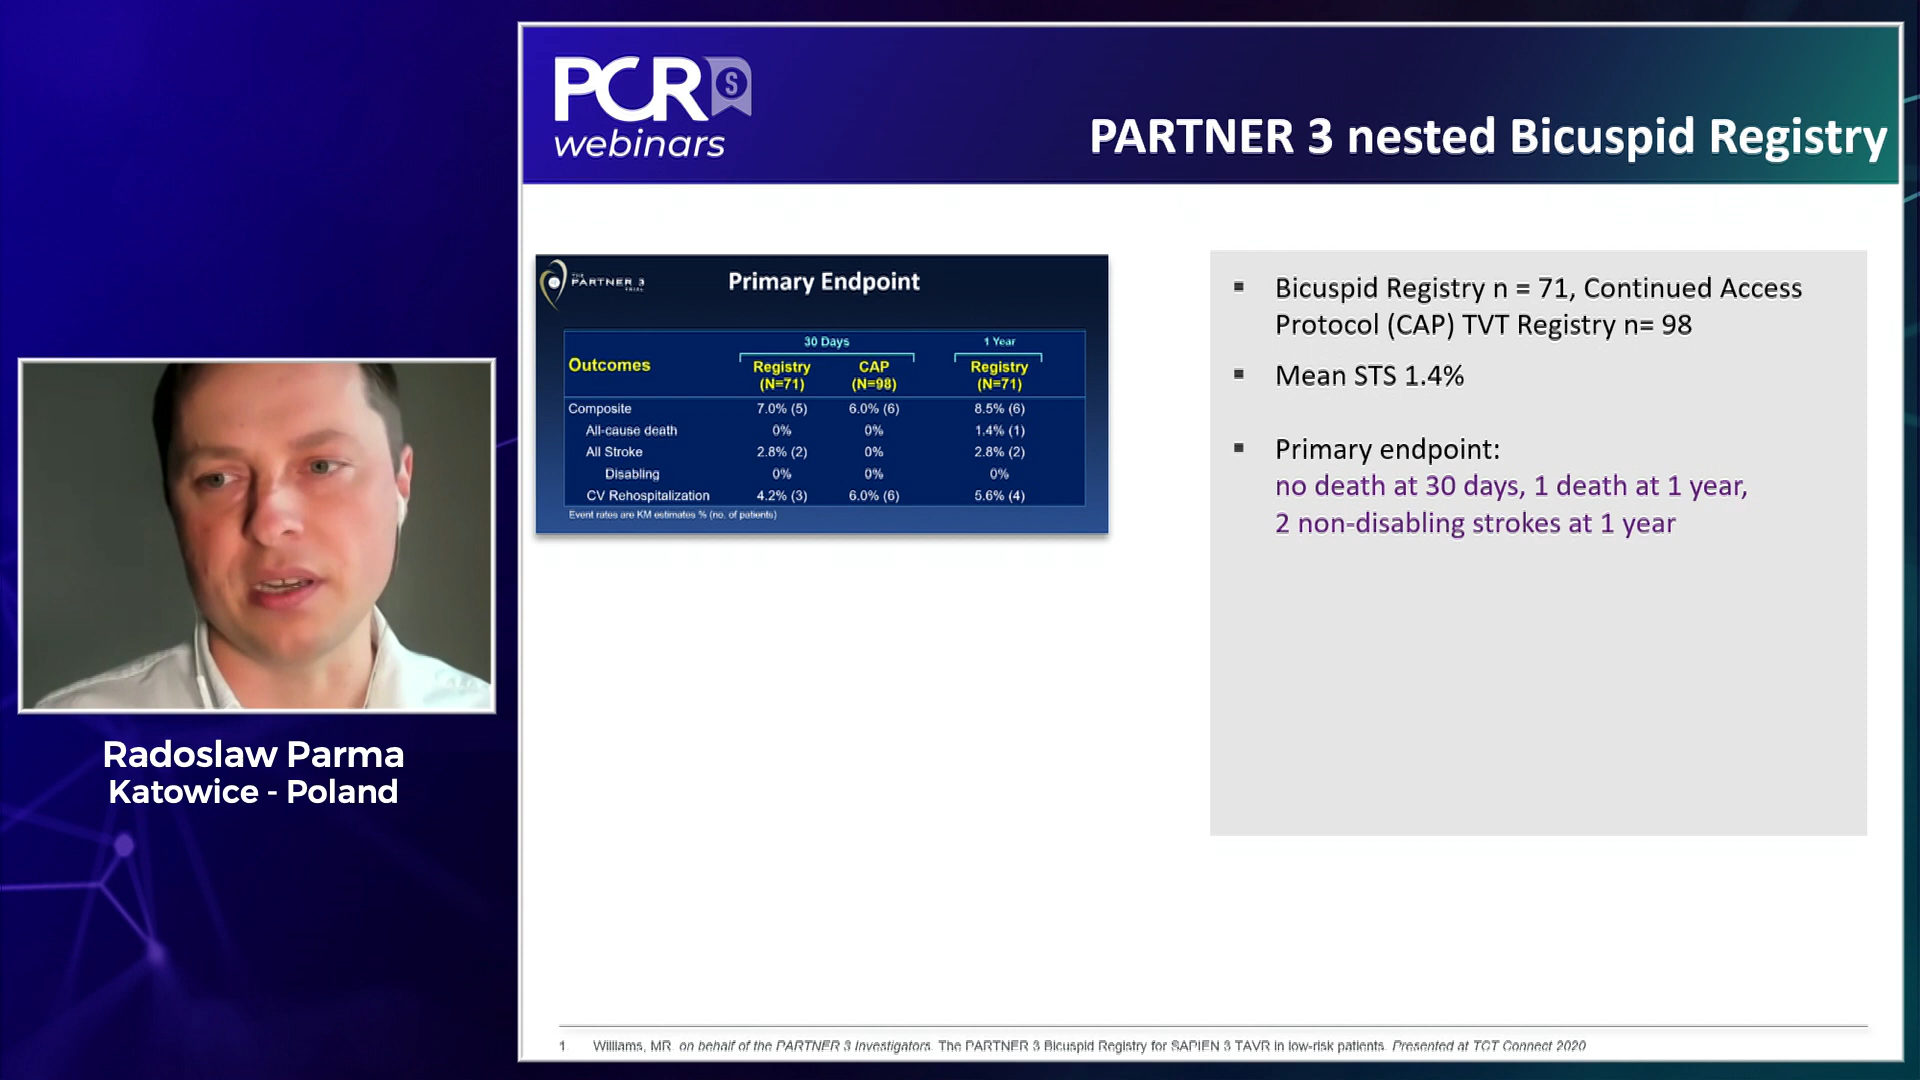 PCR S
webinars
PARTNER 3 nested Bicuspid Registry
THE
PARTNER 3
TRIAL
Primary Endpoint
30 Days 1 Year
Outcomes
Registry CAP Registry
(N=71) (N=98) (N=71)
Composite 7.0% (5) 6.0% (6) 8.5% (6)
All-cause death 0% 0% 1.4% (1)
All Stroke 2.8% (2) 0% 2.8% (2)
Disabling 0% 0% 0%
CV Rehospitalization 4.2% (3) 6.0% (6) 5.6% (4)
Event rates are KM estimates % (no. of patients)
▪ Bicuspid Registry n = 71, Continued Access
Protocol (CAP) TVT Registry n= 98
▪ Mean STS 1.4%
▪ Primary endpoint:
no death at 30 days, 1 death at 1 year,
2 non-disabling strokes at 1 year
Radoslaw Parma
Katowice - Poland
1. Williams, MR on behalf of the PARTNER 3 Investigators. The PARTNER 3 Bicuspid Registry for SAPIEN 3 TAVR in low-risk patients. Presented at TCT Connect 2020